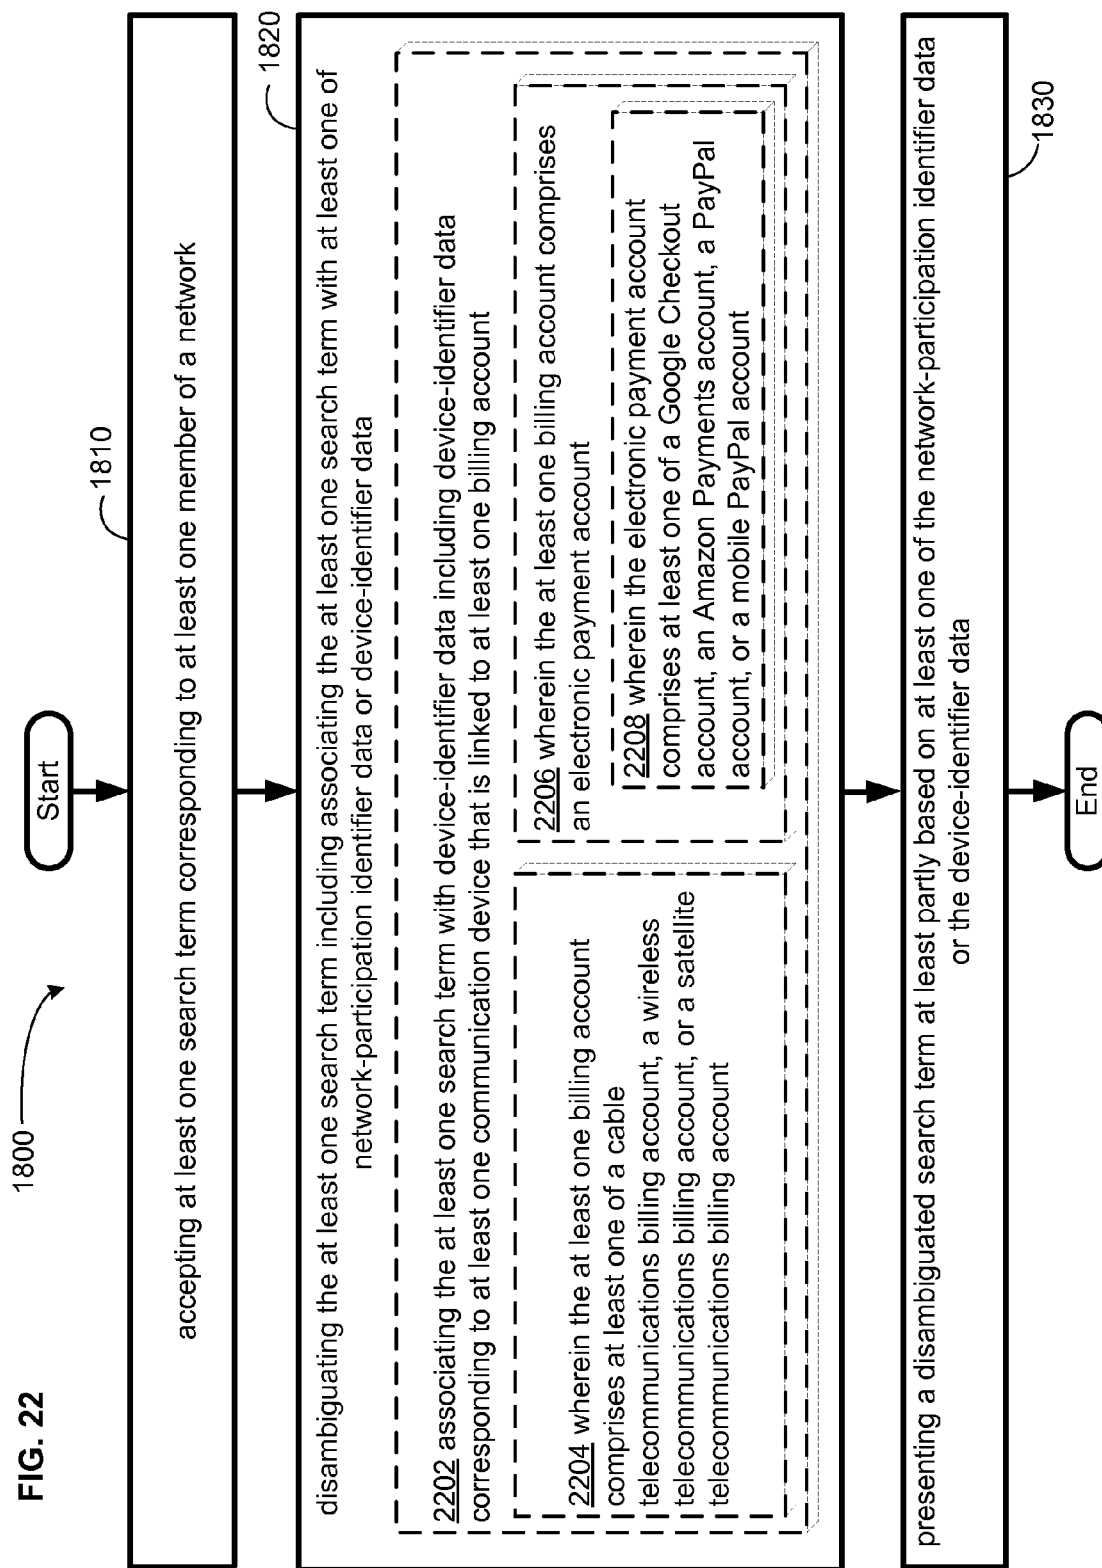 FIG. 22
1800
Start
1810
accepting at least one search term corresponding to at least one member of a network
1820
disambiguating the at least one search term including associating the at least one search term with at least one of
network-participation identifier data or device-identifier data
2202 associating the at least one search term with device-identifier data including device-identifier data
corresponding to at least one communication device that is linked to at least one billing account
2204 wherein the at least one billing account
comprises at least one of a cable
telecommunications billing account, a wireless
telecommunications billing account, or a satellite
telecommunications billing account
2206 wherein the at least one billing account comprises
an electronic payment account
2208 wherein the electronic payment account
comprises at least one of a Google Checkout
account, an Amazon Payments account, a PayPal
account, or a mobile PayPal account
presenting a disambiguated search term at least partly based on at least one of the network-participation identifier data
or the device-identifier data
1830
End